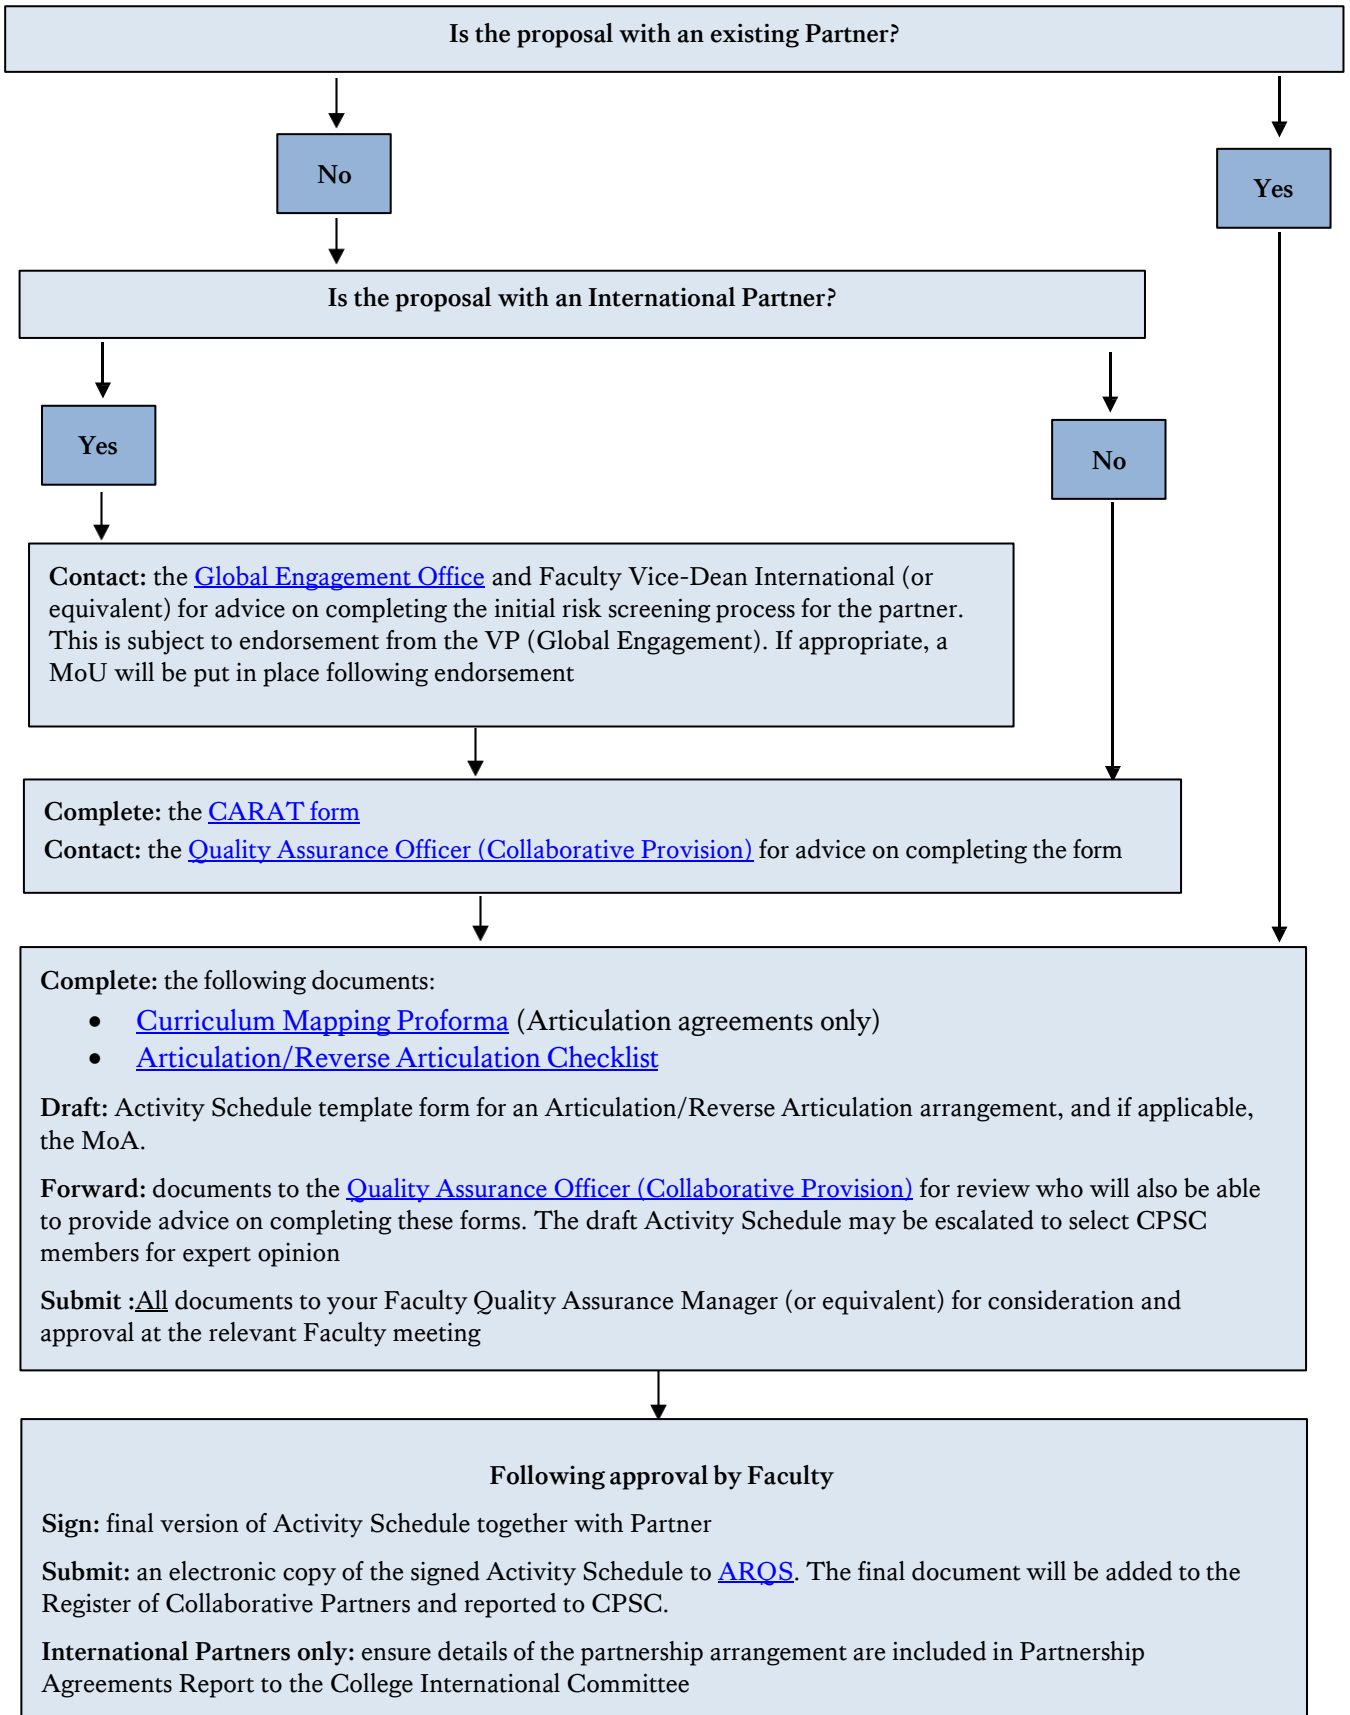 Is the proposal with an existing Partner?
No
Yes
Is the proposal with an International Partner?
Yes
No
Contact: the Global Engagement Office and Faculty Vice-Dean International (or
equivalent) for advice on completing the initial risk screening process for the partner.
This is subject to endorsement from the VP (Global Engagement). If appropriate, a
MoU will be put in place following endorsement
Complete: the CARAT form
Contact: the Quality Assurance Officer (Collaborative Provision) for advice on completing the form
Complete: the following documents:
• Curriculum Mapping Proforma (Articulation agreements only)
• Articulation/Reverse Articulation Checklist
Draft: Activity Schedule template form for an Articulation/Reverse Articulation arrangement, and if applicable,
the MoA.
Forward: documents to the Quality Assurance Officer (Collaborative Provision) for review who will also be able
to provide advice on completing these forms. The draft Activity Schedule may be escalated to select CPSC
members for expert opinion
Submit :All documents to your Faculty Quality Assurance Manager (or equivalent) for consideration and
approval at the relevant Faculty meeting
Following approval by Faculty
Sign: final version of Activity Schedule together with Partner
Submit: an electronic copy of the signed Activity Schedule to ARQS. The final document will be added to the
Register of Collaborative Partners and reported to CPSC.
International Partners only: ensure details of the partnership arrangement are included in Partnership
Agreements Report to the College International Committee